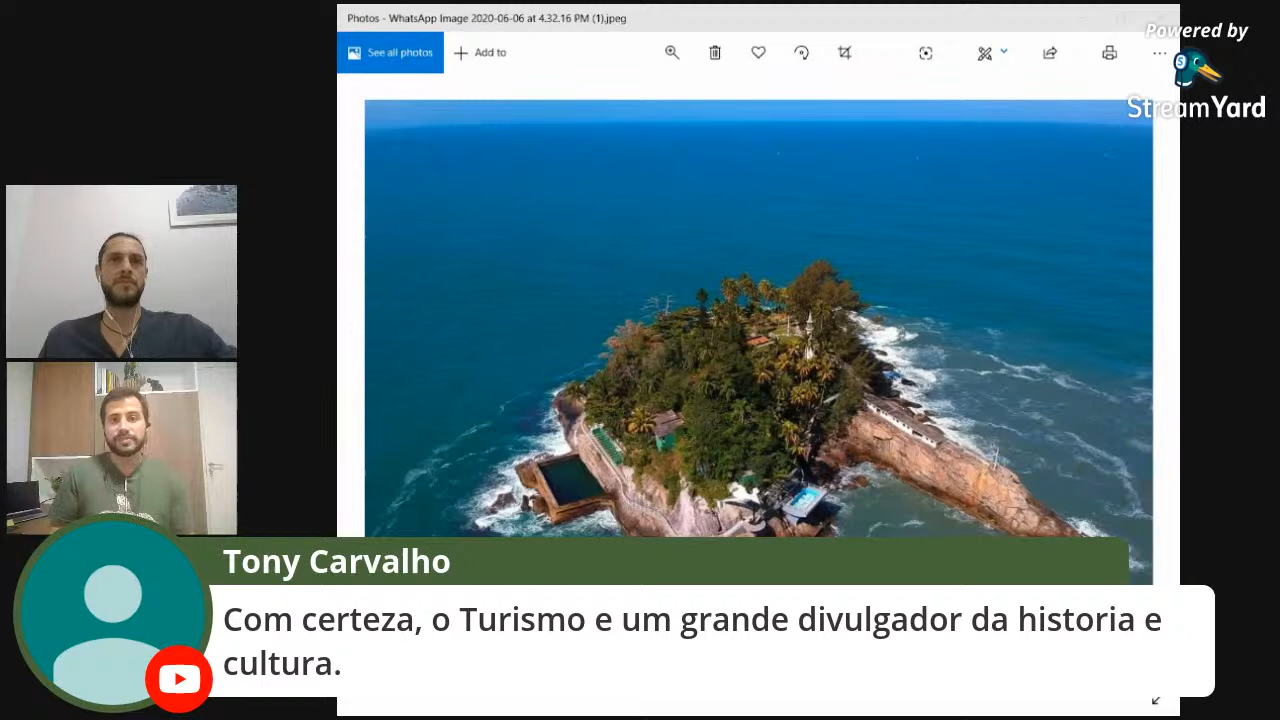 Photos - WhatsApp Image 2020-06-06 at 4.32.16 PM (1).jpeg
See all photos
Add to
Powered by
StreamYard
Tony Carvalho
Com certeza, o Turismo e um grande divulgador da historia e
cultura.